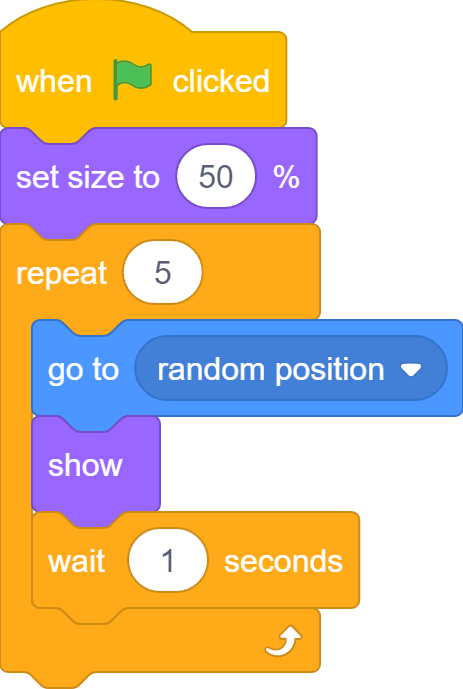 when clicked
set size to 50 %
repeat 5
go to random position
show
wait 1 seconds